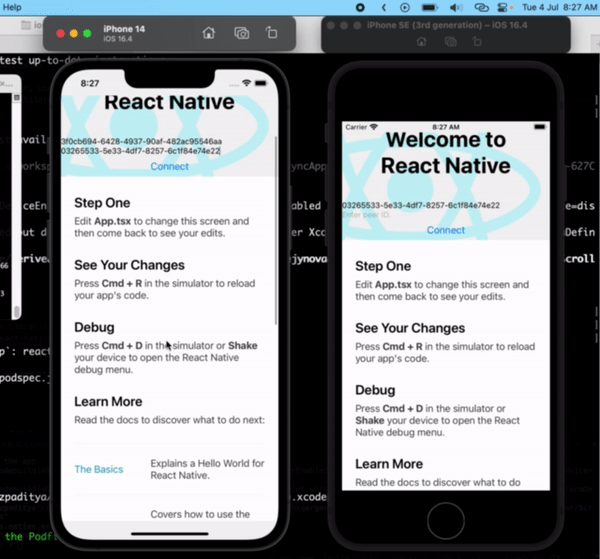 Help
Tue 4 Jul 8:27 AM
iPhone 14
iOS 16.4
iPhone SE (3rd generation) – iOS 16.4
test up-to-da
8:27
React Native
3f0cb694-6428-4937-90af-482ac95546aa
03265533-5e33-4df7-8257-6c1f84e74e22
Connect
Step One
Edit App.tsx to change this screen and
then come back to see your edits.
See Your Changes
Press Cmd + R in the simulator to reload
your app's code.
Debug
Press Cmd + D in the simulator or Shake
your device to open the React Native
debug menu.
Learn More
Read the docs to discover what to do next:
The Basics
Explains a Hello World for
React Native.
Covers how to use the
Carrier
8:27 AM
Welcome to
React Native
03265533-5e33-4df7-8257-6c1f84e74e22
Enter peer ID.
Connect
Step One
Edit App.tsx to change this screen and
then come back to see your edits.
See Your Changes
Press Cmd + R in the simulator to reload
your app's code.
Debug
Press Cmd + D in the simulator or
Shake your device to open the React
Native debug menu.
Learn More
Read the docs to discover what to do
avail
works
yncApp
-627C
viceEn
abled
e=dis
ut d
er Xcc
Defin
erive
jynova
Scroll
66
3
p`: reac
podspec.j
zpaditya/
e.xcode
the Podf